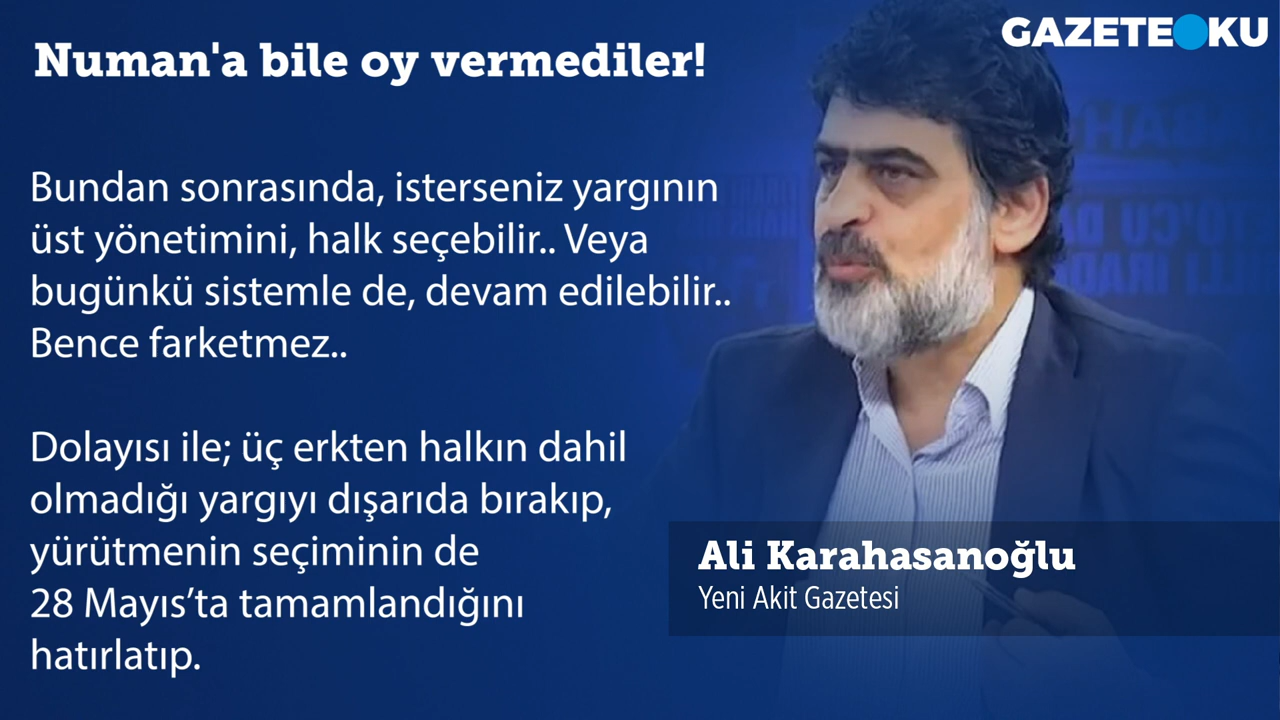 GAZETE OKU
Numan'a bile oy vermediler!
Bundan sonrasında, isterseniz yargının
üst yönetimini, halk seçebilir.. Veya
bugünkü sistemle de, devam edilebilir..
Bence farketmez..
Dolayısı ile; üç erkten halkın dahil
olmadığı yargıyı dışarıda bırakıp,
yürütmenin seçiminin de
28 Mayıs’ta tamamlandığını
hatırlatıp.
Ali Karahasanoğlu
Yeni Akit Gazetesi